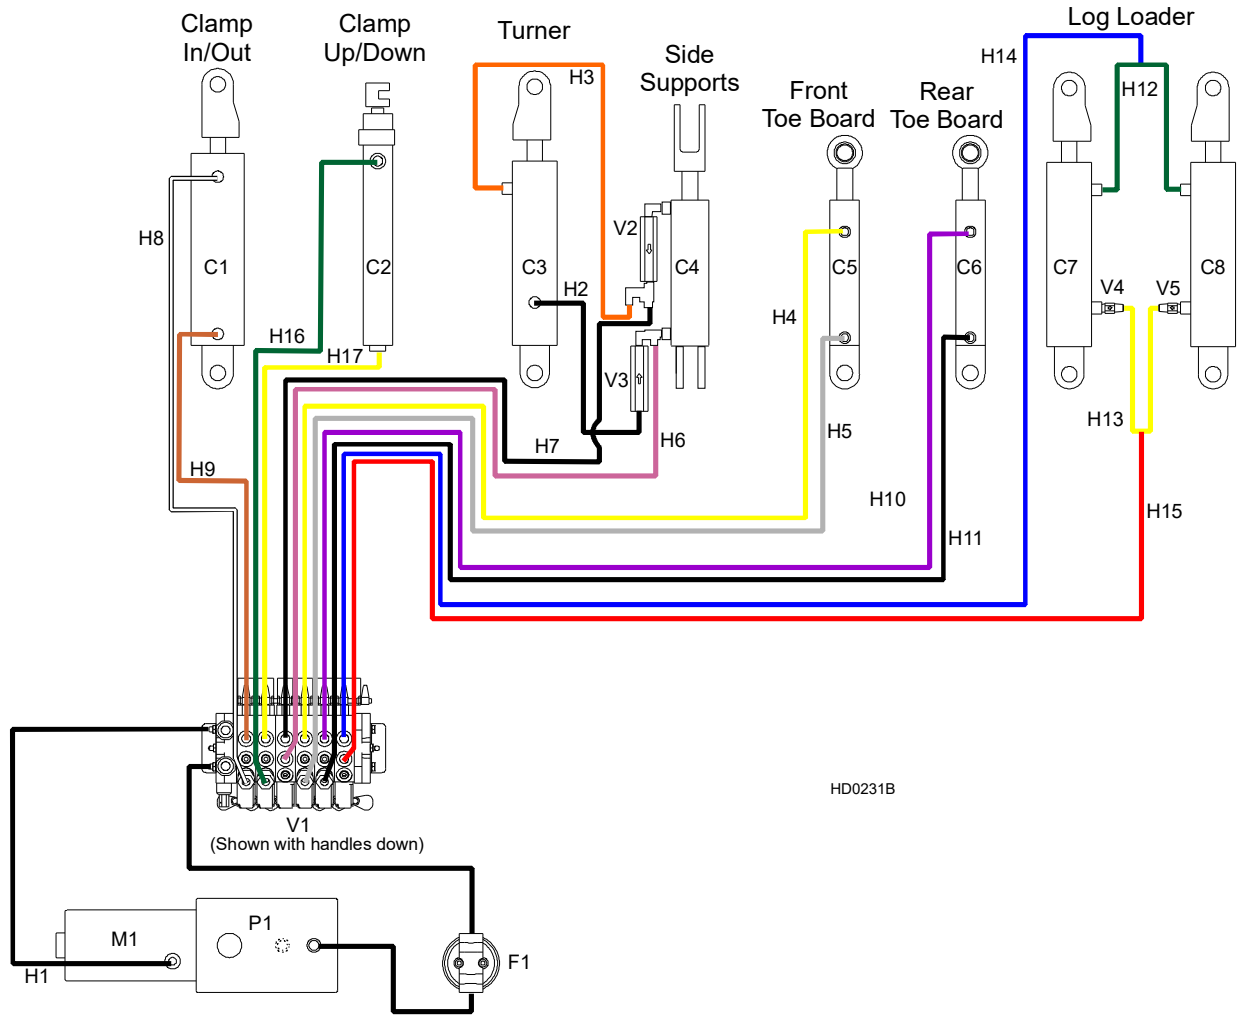 Clamp
In/Out
Clamp
Up/Down
Turner
Side
Supports
Front
Toe Board
Rear
Toe Board
Log Loader
H14
H3
H12
H8
V2
C1
C2
C3
C4
C5
C6
C7
C8
H2
V4
V5
H4
H16
H17
V3
H13
H5
H7
H6
H9
H10
H15
H11
HD0231B
V1
(Shown with handles down)
P1
M1
F1
H1